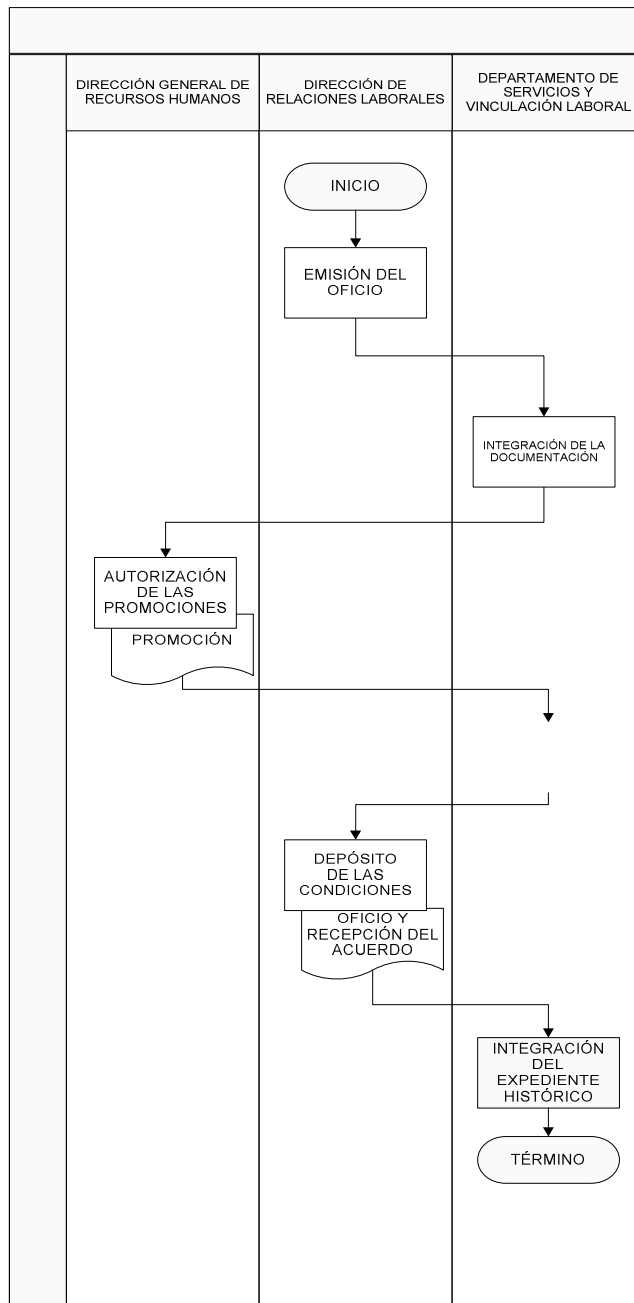 DIRECCIÓN GENERAL DE
RECURSOS HUMANOS
DIRECCIÓN DE
RELACIONES LABORALES
DEPARTAMENTO DE
SERVICIOS Y
VINCULACIÓN LABORAL
INICIO
EMISIÓN DEL
OFICIO
INTEGRACIÓN DE LA
DOCUMENTACIÓN
AUTORIZACIÓN
DE LAS
PROMOCIONES
PROMOCIÓN
DEPÓSITO
DE LAS
CONDICIONES
OFICIO Y
RECEPCIÓN DEL
ACUERDO
INTEGRACIÓN
DEL
EXPEDIENTE
HISTÓRICO
TÉRMINO